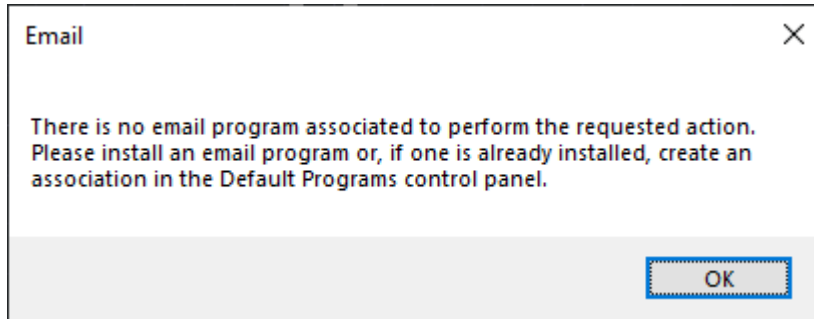 Email
There is no email program associated to perform the requested action.
Please install an email program or, if one is already installed, create an
association in the Default Programs control panel.
OK